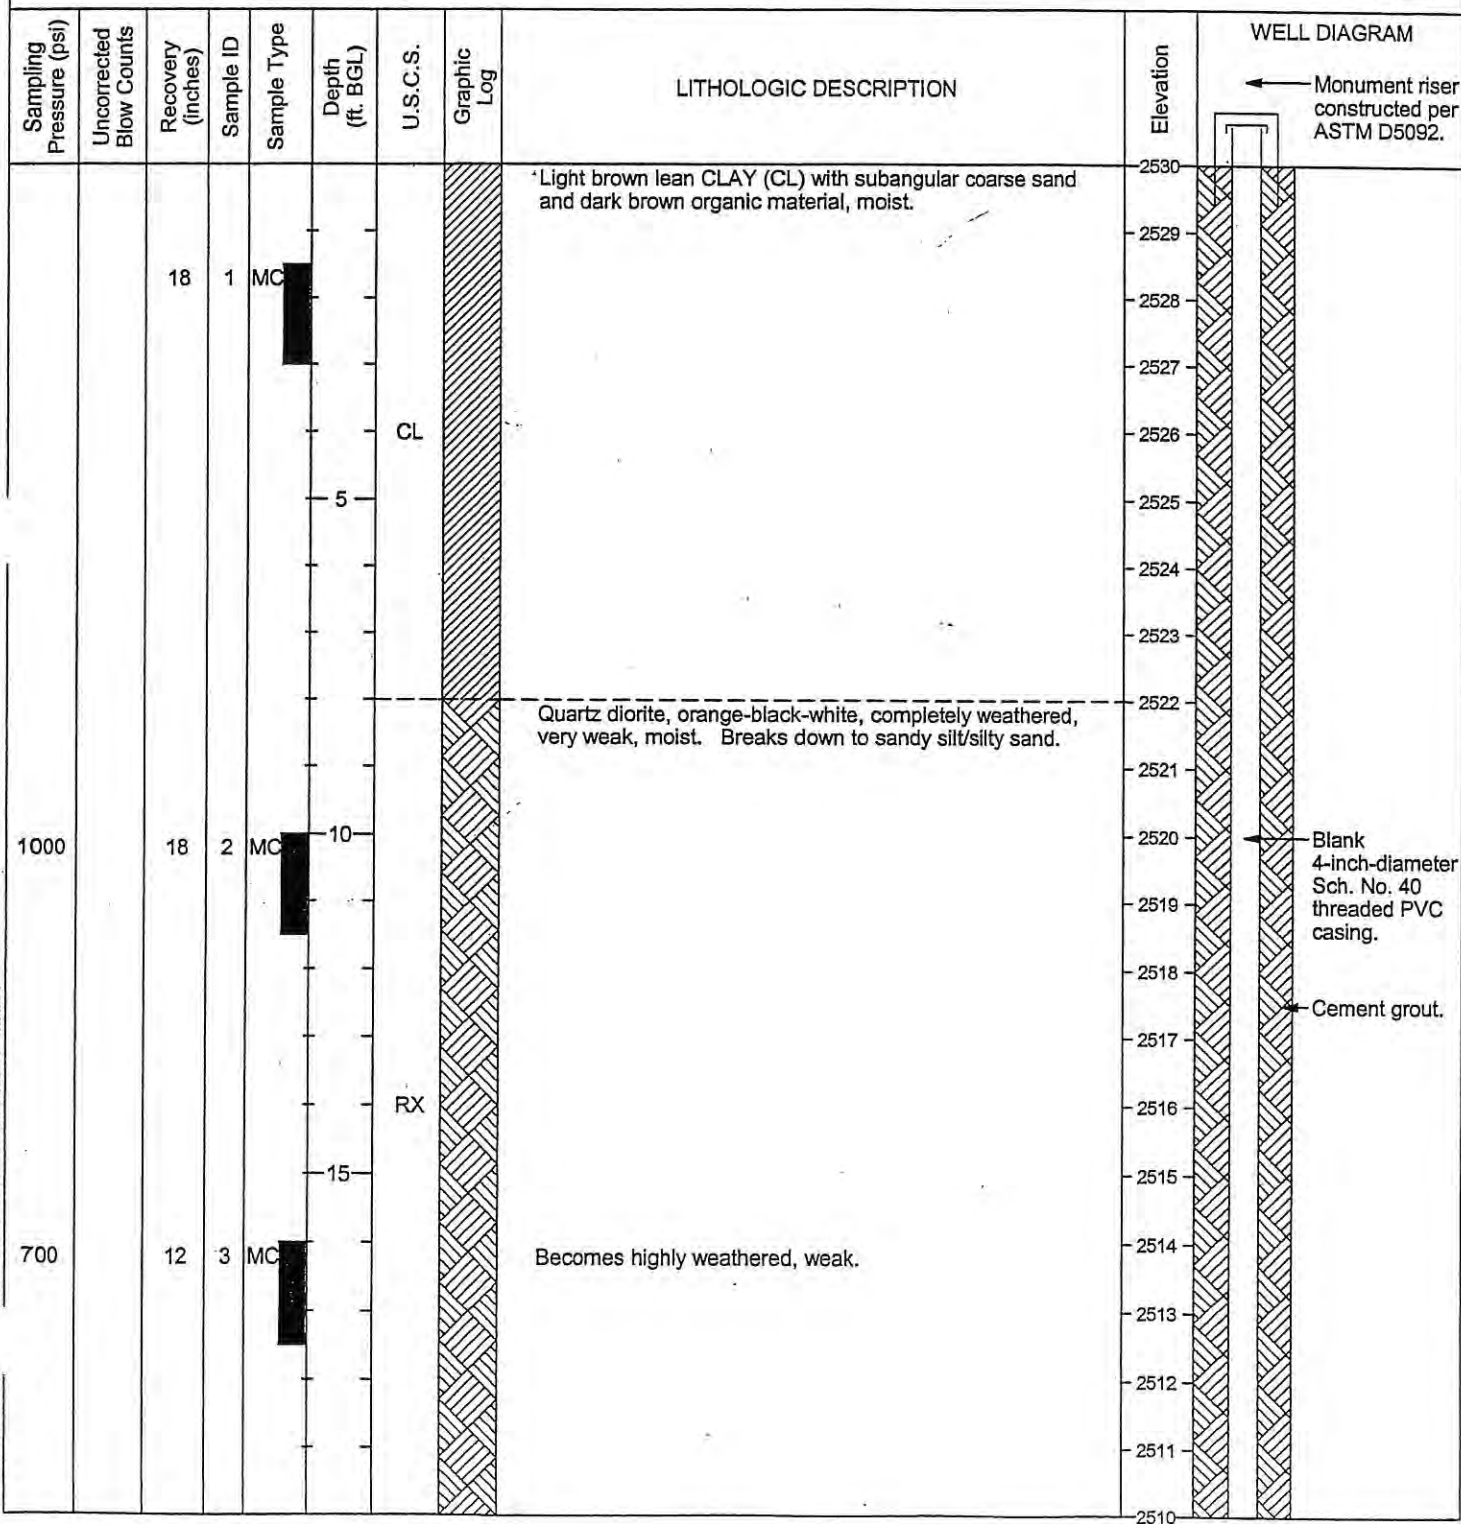 Sampling
Pressure (psi)
Uncorrected
Blow Counts
Recovery
(inches)
Sample ID
Sample Type
Depth
(ft. BGL)
U.S.C.S.
Graphic
Log
LITHOLOGIC DESCRIPTION
Elevation
WELL DIAGRAM
Monument riser
constructed per
ASTM D5092.
2530
Light brown lean CLAY (CL) with subangular coarse sand
and dark brown organic material, moist.
2529
18 1 MC
2528
2527
CL
2526
5
2525
2524
2523
2522
Quartz diorite, orange-black-white, completely weathered,
very weak, moist. Breaks down to sandy silt/silty sand.
2521
1000 18 2 MC
10
2520
Blank
4-inch-diameter
Sch. No. 40
threaded PVC
casing.
2519
2518
Cement grout.
2517
RX
2516
15
2515
700 12 3 MC
Becomes highly weathered, weak.
2514
2513
2512
2511
2510